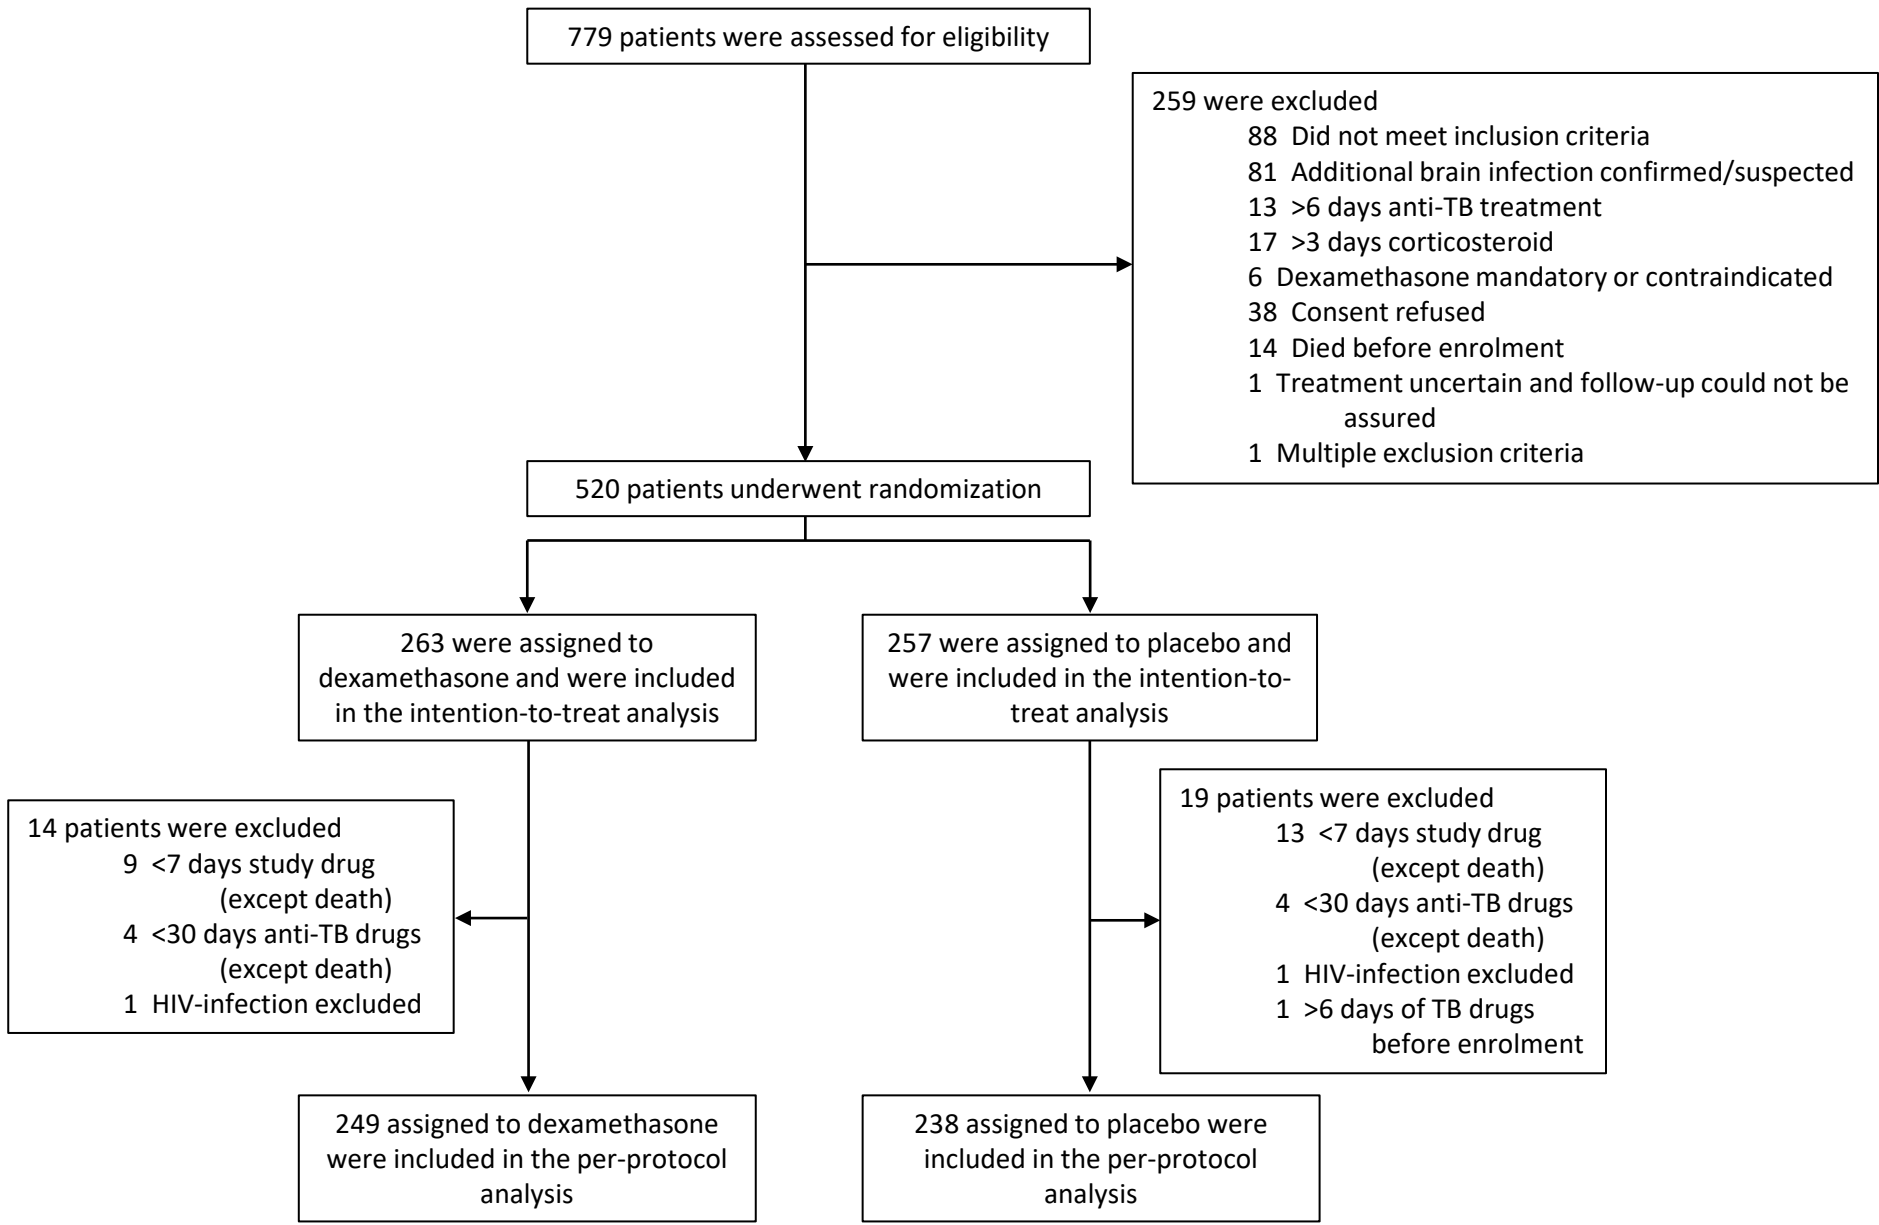 779 patients were assessed for eligibility
259 were excluded
88 Did not meet inclusion criteria
81 Additional brain infection confirmed/suspected
13 >6 days anti-TB treatment
17 >3 days corticosteroid
6 Dexamethasone mandatory or contraindicated
38 Consent refused
14 Died before enrolment
1 Treatment uncertain and follow-up could not be
assured
1 Multiple exclusion criteria
520 patients underwent randomization
263 were assigned to
dexamethasone and were included
in the intention-to-treat analysis
257 were assigned to placebo and
were included in the intention-to-
treat analysis
14 patients were excluded
9 <7 days study drug
(except death)
4 <30 days anti-TB drugs
(except death)
1 HIV-infection excluded
19 patients were excluded
13 <7 days study drug
(except death)
4 <30 days anti-TB drugs
(except death)
1 HIV-infection excluded
1 >6 days of TB drugs
before enrolment
249 assigned to dexamethasone
were included in the per-protocol
analysis
238 assigned to placebo were
included in the per-protocol
analysis